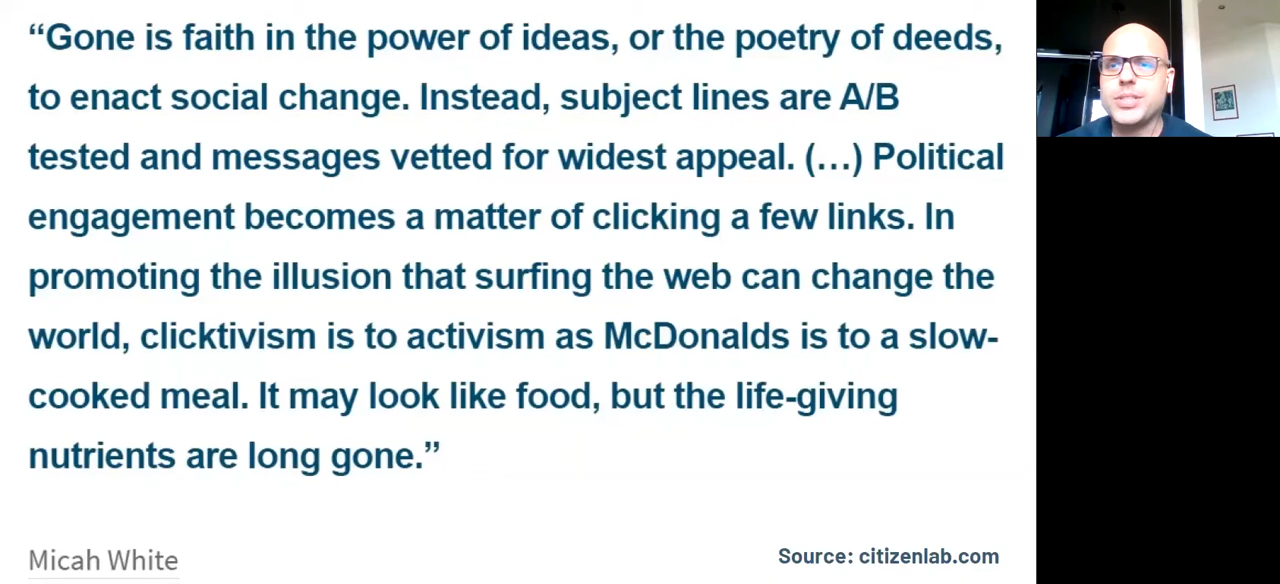 “Gone is faith in the power of ideas, or the poetry of deeds,
to enact social change. Instead, subject lines are A/B
tested and messages vetted for widest appeal. (…) Political
engagement becomes a matter of clicking a few links. In
promoting the illusion that surfing the web can change the
world, clicktivism is to activism as McDonalds is to a slow-
cooked meal. It may look like food, but the life-giving
nutrients are long gone.”
Micah White
Source: citizenlab.com